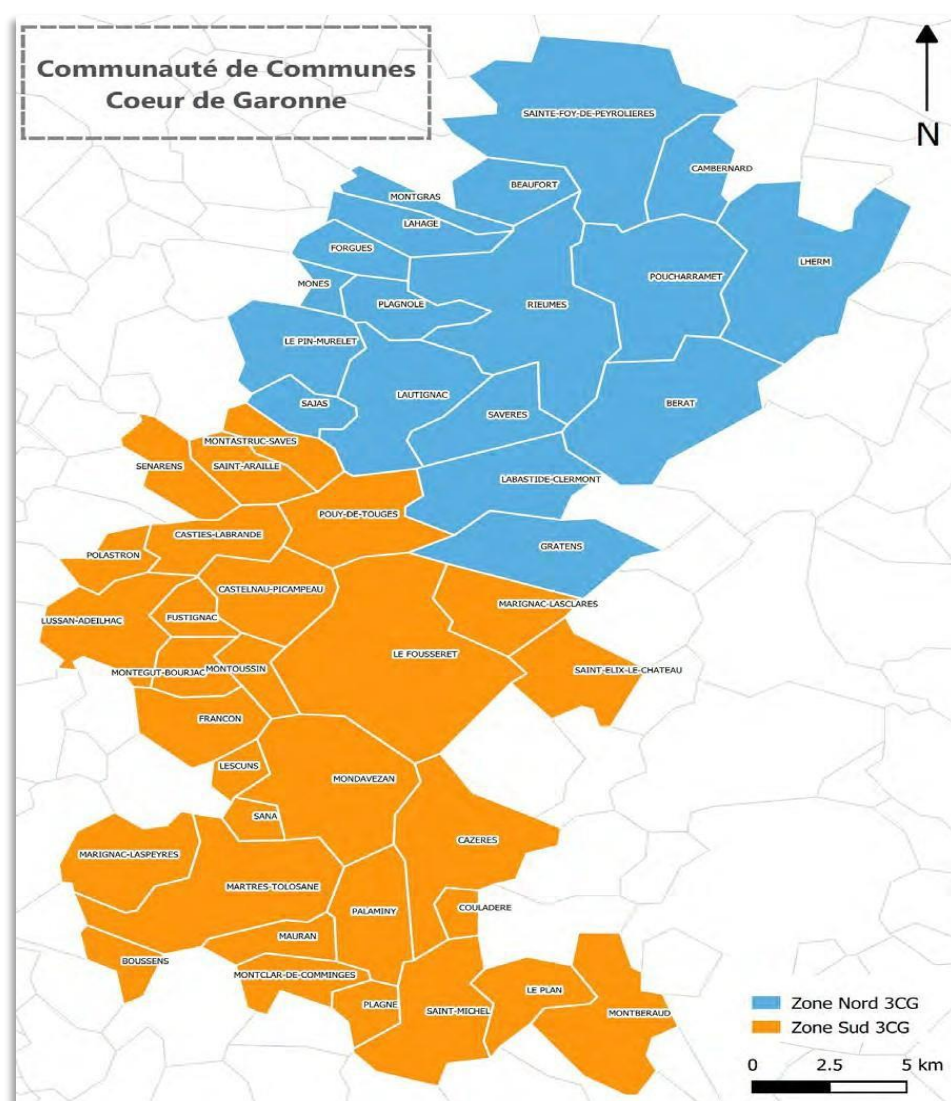 Communauté de Communes
Coeur de Garonne
N
SAINTE-FOY-DE-PEYROLIERES
CAMBERNARD
BEAUFORT
MONTGRAS
LAHAGE
FORGUES
LHERM
POUCHARRAMET
MONES
PLAGNOLE
RIEUMES
LE PIN-MURELET
LAUTIGNAC
SAJAS
SAVERES
BERAT
MONTASTRUC-SAVES
SENARENS
SAINT-ARAILLE
LABASTIDE-CLERMONT
POUY-DE-TOUGES
CASTIES-LABRANDE
GRATENS
POLASTRON
CASTELNAU-PICAMPEAU
MARIGNAC-LASCLARES
LUSSAN-ADEILHAC
FUSTIGNAC
LE FOUSSERET
MONTEGUT-BOURJAC
MONTOUSSIN
SAINT-ELIX-LE-CHATEAU
FRANCON
LESCUNS
MONDAVEZAN
SANA
CAZERES
MARIGNAC-LASPEYRES
MARTRES-TOLOSANE
PALAMINY
COULADERE
MAURAN
BOUSSENS
MONTCLAR-DE-COMMINGES
PLAGNE
SAINT-MICHEL
LE PLAN
MONTBERAUD
Zone Nord 3CG
Zone Sud 3CG
0 2.5 5 km